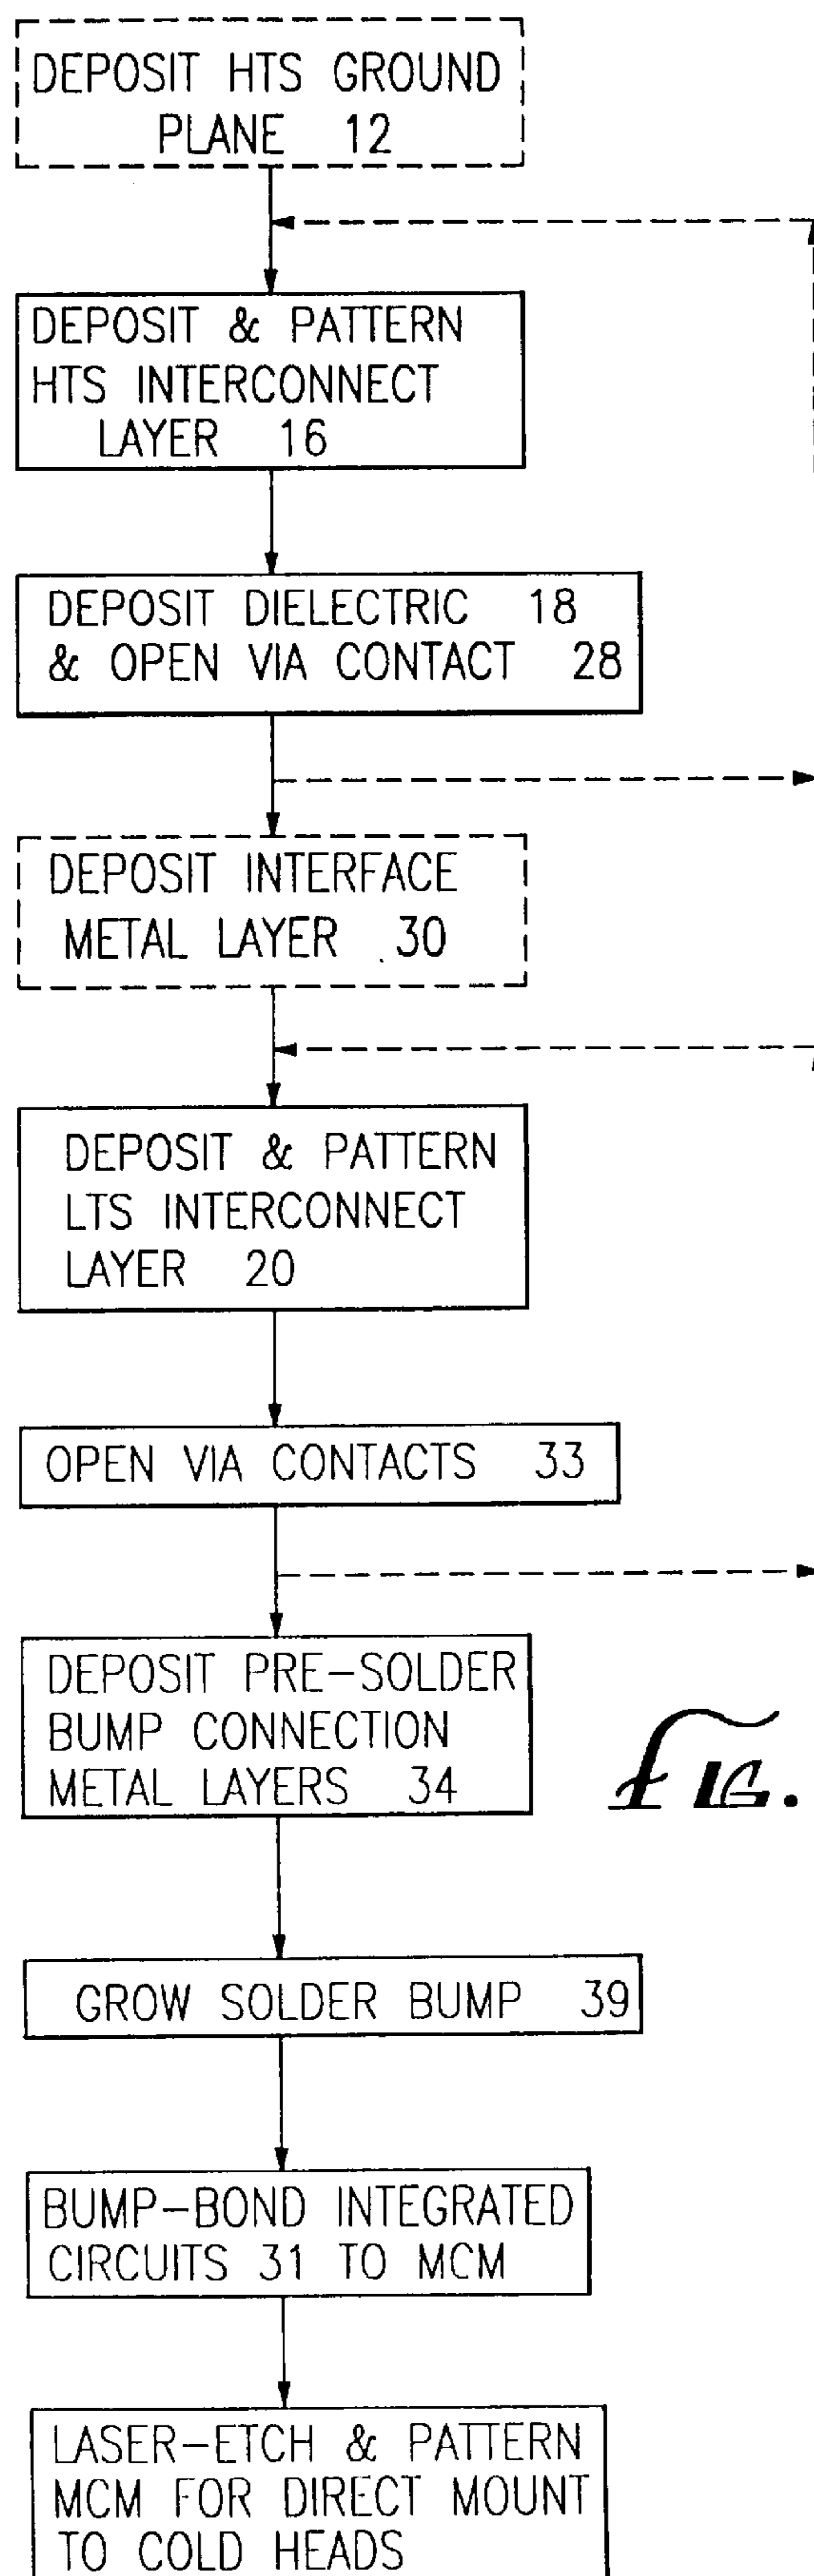 DEPOSIT HTS GROUND
PLANE 12
DEPOSIT & PATTERN
HTS INTERCONNECT
LAYER 16
DEPOSIT DIELECTRIC 18
& OPEN VIA CONTACT 28
DEPOSIT INTERFACE
METAL LAYER 30
DEPOSIT & PATTERN
LTS INTERCONNECT
LAYER 20
OPEN VIA CONTACTS 33
DEPOSIT PRE-SOLDER
BUMP CONNECTION
METAL LAYERS 34
FIG.
GROW SOLDER BUMP 39
BUMP-BOND INTEGRATED
CIRCUITS 31 TO MCM
LASER-ETCH & PATTERN
MCM FOR DIRECT MOUNT
TO COLD HEADS